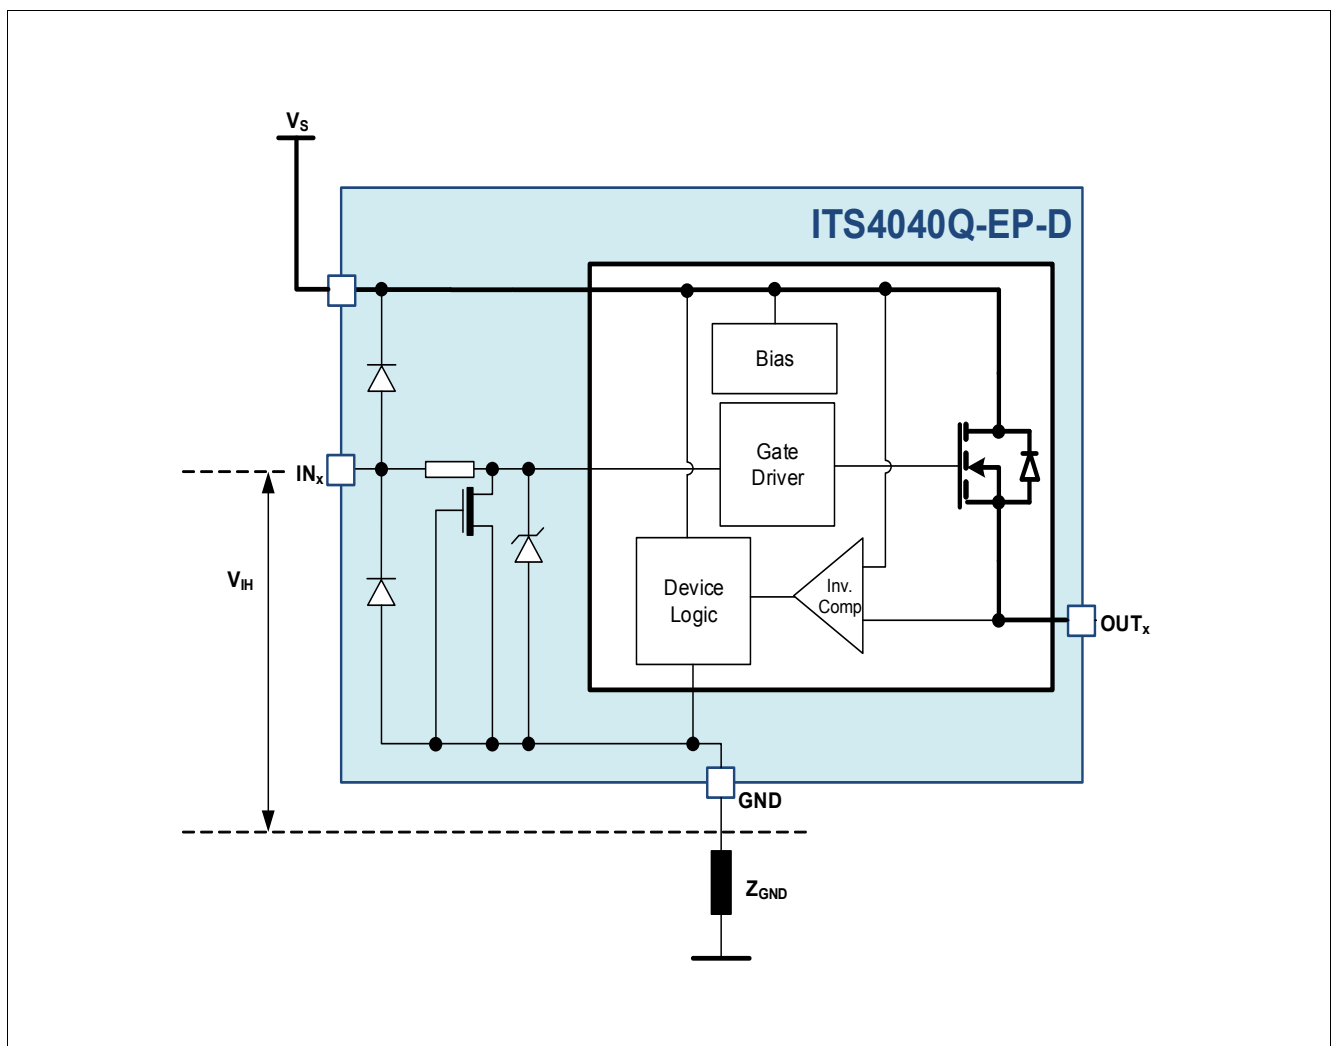 VS
ITS4040Q-EP-D
Bias
Gate
Driver
INx
VIH
Device
Logic
Inv.
Comp
OUTx
GND
ZGND